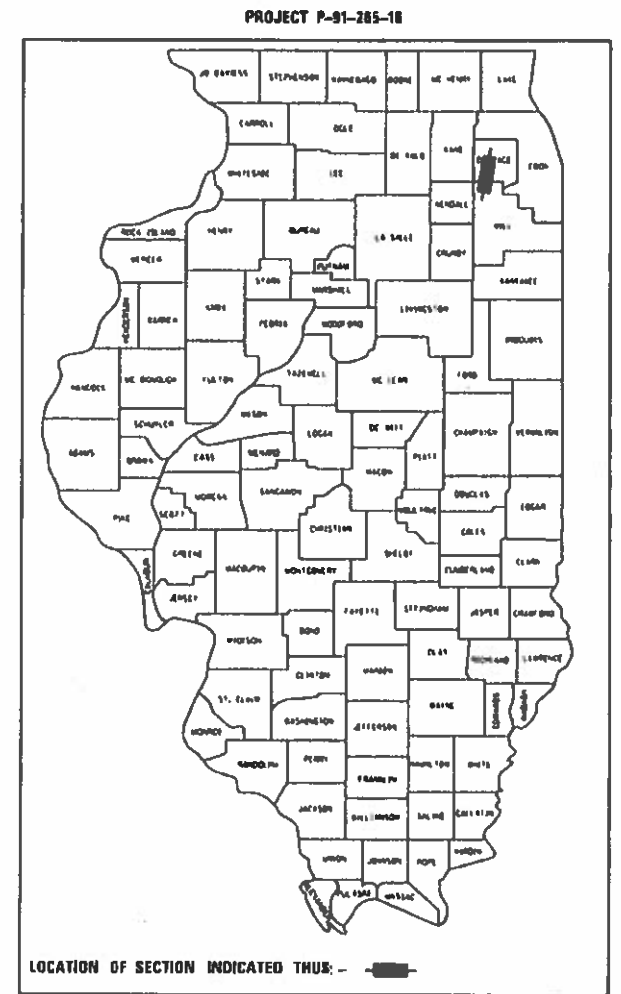 PROJECT P-91-265-16
JO DAVIESS STEPHENSON WINNEBAGO BOONE MC HENRY LAKE
CARROLL OGLE
DE KALB KANE COOK
WHITESIDE LEE
KENDALL
ROCK ISLAND HENRY BUREAU LA SALLE WILL
MERCER PUTNAM GRUNDY
STARK MARSHALL KANKAKEE
HENDERSON WARREN KNOX PEORIA WOODFORD LIVINGSTON IROQUOIS
HANCOCK MC DONOUGH FULTON TAZEWELL MC LEAN FORD
MASON
SCHUYLER LOGAN DE WITT CHAMPAIGN VERMILION
ADAMS BROWN CASS MENARD PIATT
MACON
MORGAN SANGAMON DOUGLAS
PIKE SCOTT MOULTRIE EDGAR
CHRISTIAN COLES
GREENE SHELBY
CALHOUN MACOUPIN MONTGOMERY CUMBERLAND CLARK
JERSEY FAYETTE EFFINGHAM JASPER CRAWFORD
MADISON BOND
CLAY RICHLAND LAWRENCE
CLINTON MARION
ST. CLAIR WAYNE EDWARDS WABASH
WASHINGTON JEFFERSON
MONROE
RANDOLPH PERRY HAMILTON WHITE
FRANKLIN
JACKSON WILLIAMSON SALINE GALLATIN
UNION JOHNSON POPE HARDIN
ALEXANDER PULASKI MASSAC
LOCATION OF SECTION INDICATED THUS: -